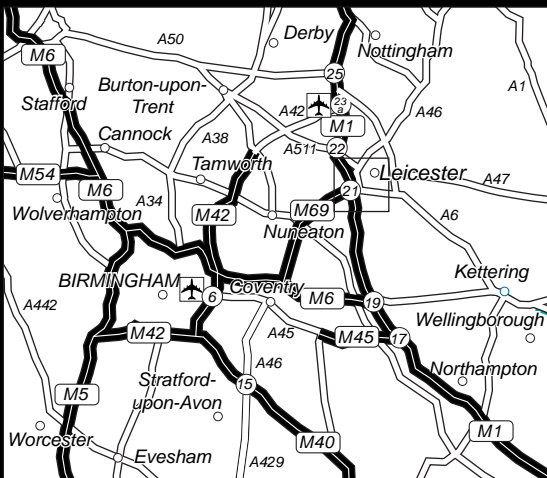 Derby
A50
Nottingham
M6
25
Burton-upon-
Trent
A1
Stafford
A42
23
a
A46
M1
Cannock
A38
A511
22
Tamworth
Leicester
M54
A47
M6
21
A34
Wolverhampton
M42
M69
A6
Nuneaton
Kettering
BIRMINGHAM
6
Coventry
M6
19
A442
Wellingborough
M42
A45
M45
17
A46
Stratford-
upon-Avon
15
Northampton
M5
M1
Worcester
M40
Evesham
A429